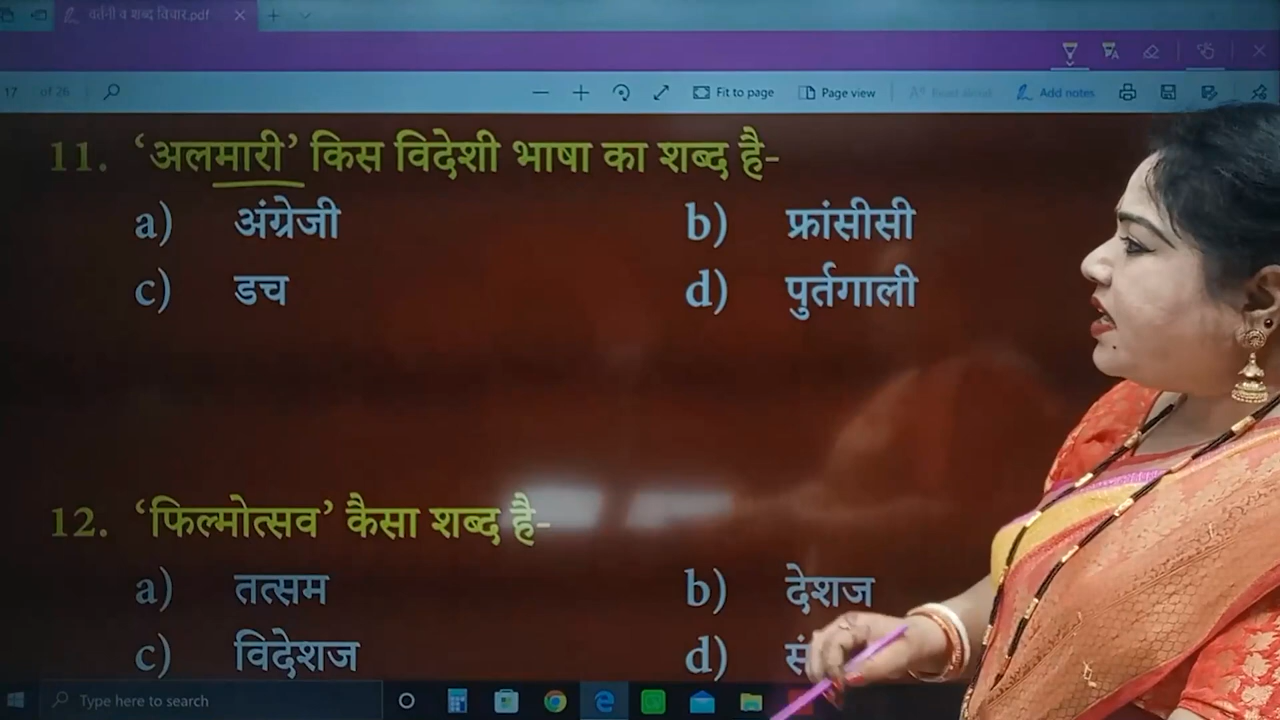 वर्तनी व शब्द विचार.pdf
17 of 26 Fit to page Page view Add notes
11. ‘अलमारी’ किस विदेशी भाषा का शब्द है-
a) अंग्रेजी b) फ्रांसीसी
c) डच d) पुर्तगाली
12. ‘फिल्मोत्सव’ कैसा शब्द है-
a) तत्सम b) देशज
c) विदेशज d)
Type here to search